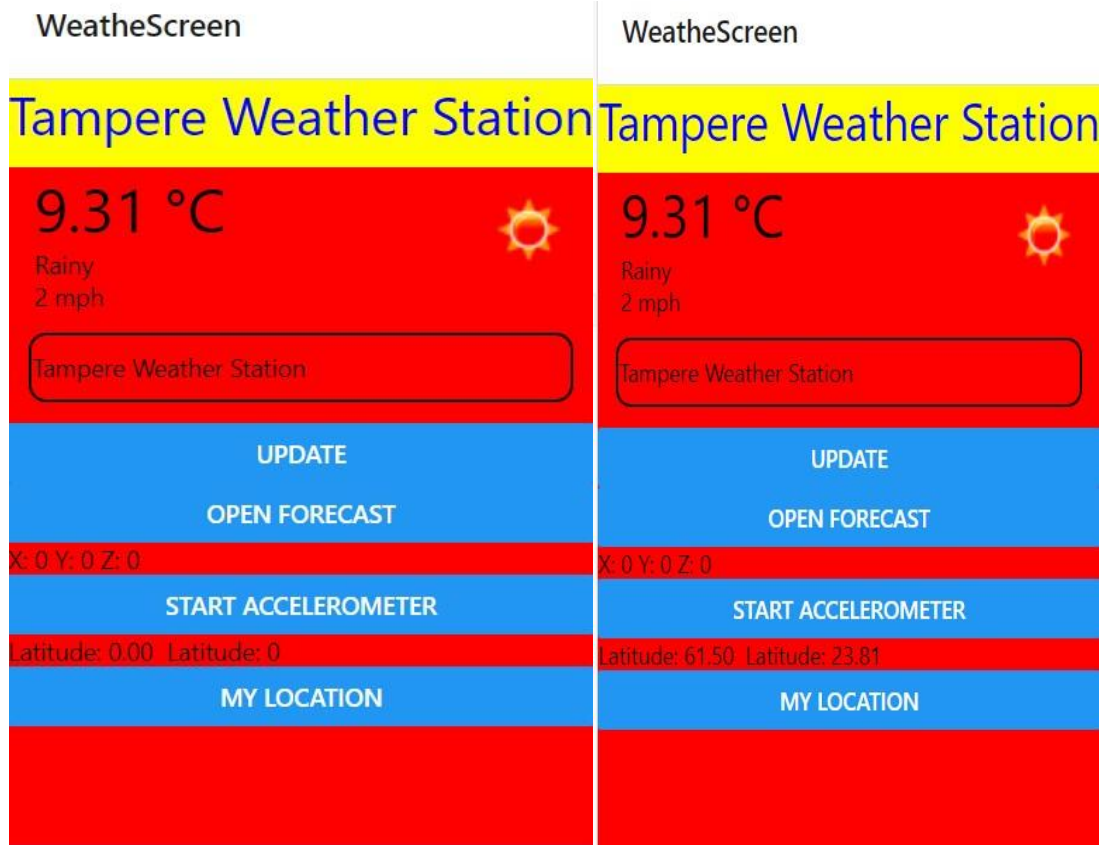 WeatheScreen
Tampere Weather Station
9.31 °C
Rainy
2 mph
Tampere Weather Station
UPDATE
OPEN FORECAST
X: 0 Y: 0 Z: 0
START ACCELEROMETER
Latitude: 0.00 Latitude: 0
MY LOCATION
WeatheScreen
Tampere Weather Station
9.31 °C
Rainy
2 mph
Tampere Weather Station
UPDATE
OPEN FORECAST
X: 0 Y: 0 Z: 0
START ACCELEROMETER
Latitude: 61.50 Latitude: 23.81
MY LOCATION